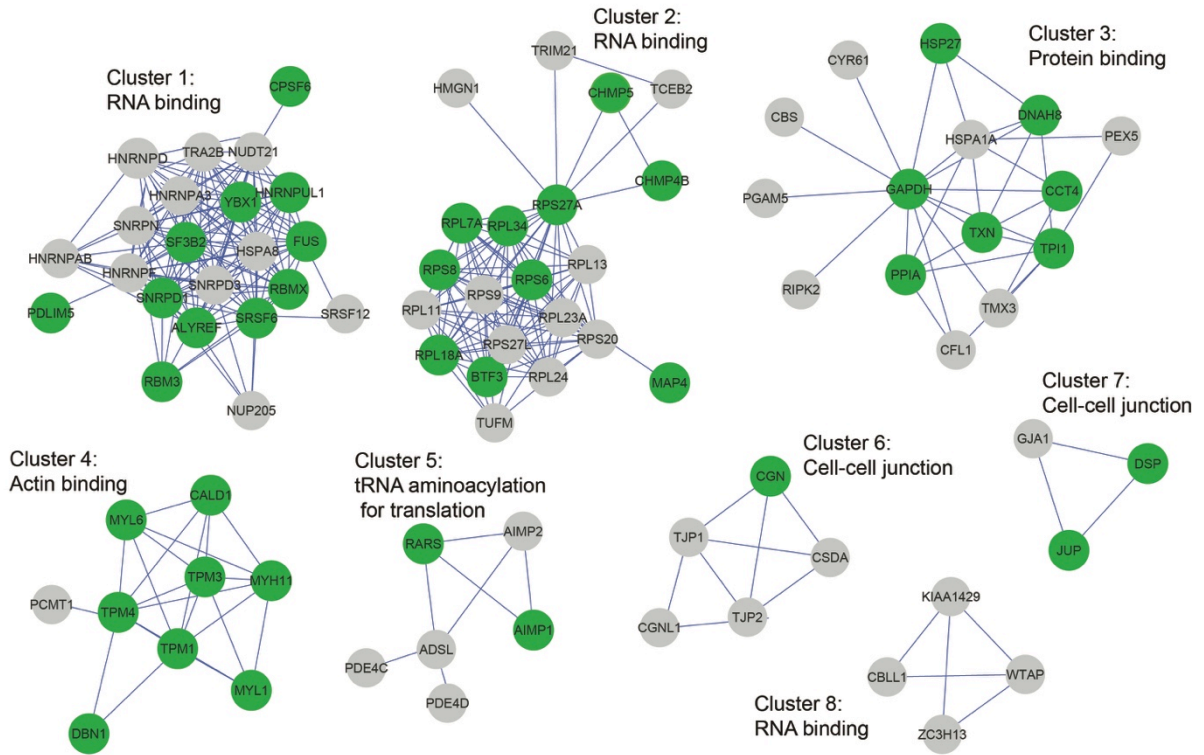 Cluster 1:
RNA binding
CPSF6
HNRNPD
TRA2B
NUDT21
HNRNPA3
YBX1
HNRNPUL1
SNRPN
SF3B2
HSPA8
FUS
HNRNPAB
HNRNPF
SNRPD3
RBMX
SNRPD1
PDLIM5
ALYREF
SRSF6
SRSF12
RBM3
NUP205
Cluster 2:
RNA binding
TRIM21
HMGN1
CHMP5
TCEB2
CHMP4B
RPS27A
RPL7A
RPL34
RPS8
RPS6
RPL13
RPL11
RPS9
RPL23A
RPS27L
RPS20
RPL18A
BTF3
RPL24
MAP4
TUFM
Cluster 3:
Protein binding
HSP27
CYR61
DNAH8
CBS
HSPA1A
PEX5
PGAM5
GAPDH
CCT4
TXN
TPI1
PPIA
RIPK2
TMX3
CFL1
Cluster 4:
Actin binding
CALD1
MYL6
TPM3
MYH11
PCMT1
TPM4
TPM1
MYL1
DBN1
Cluster 5:
tRNA aminoacylation
for translation
RARS
AIMP2
AIMP1
ADSL
PDE4C
PDE4D
Cluster 6:
Cell-cell junction
CGN
TJP1
CSDA
CGNL1
TJP2
Cluster 7:
Cell-cell junction
GJA1
DSP
JUP
KIAA1429
CBLL1
WTAP
ZC3H13
Cluster 8:
RNA binding